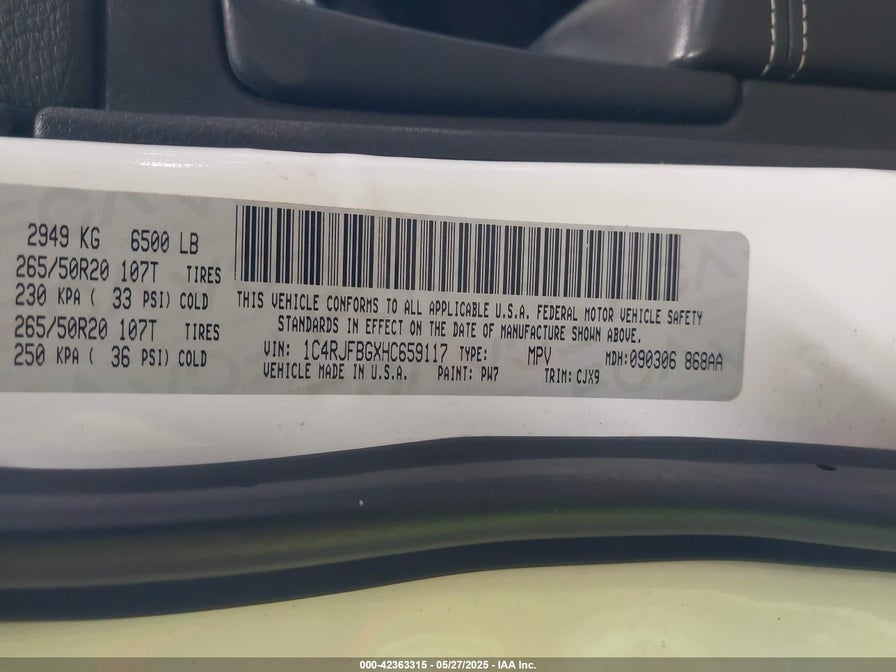 2949 KG 6500 LB
265/50R20 107T TIRES
230 KPA ( 33 PSI) COLD
265/50R20 107T TIRES
250 KPA ( 36 PSI) COLD
THIS VEHICLE CONFORMS TO ALL APPLICABLE U.S.A. FEDERAL MOTOR VEHICLE SAFETY
STANDARDS IN EFFECT ON THE DATE OF MANUFACTURE SHOWN ABOVE.
VIN: 1C4RJFBGXHC659117 TYPE: MPV MDH:090306 868AA
VEHICLE MADE IN U.S.A. PAINT: PW7 TRIM: CJX9
000-42363315 - 05/27/2025 - IAA Inc.